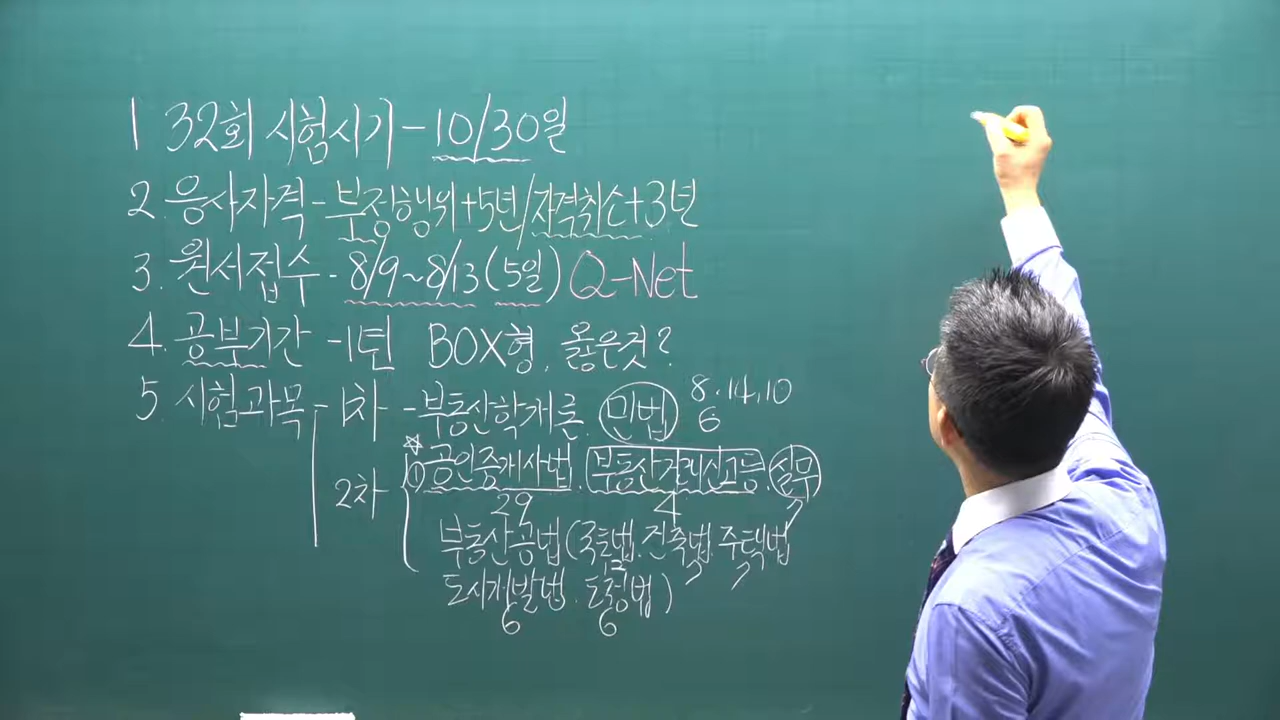 1 32회 시험시기 - 10/30일
2. 응시자격 - 부정행위+5년/자격취소+3년
3. 원서접수 - 8/9~8/13 (5일) Q-Net
4. 공부기간 - 1년 BOX형, 옳은것?
5 시험과목 - 1차 - 부동산학개론, 민법 8.14.10
6
2차 ① 공인중개사법, 부동산거래신고등, 실무
29 4 7
부동산공법 (국토법, 건축법, 주택법
12 7 7
도시개발법, 도정법)
6 6